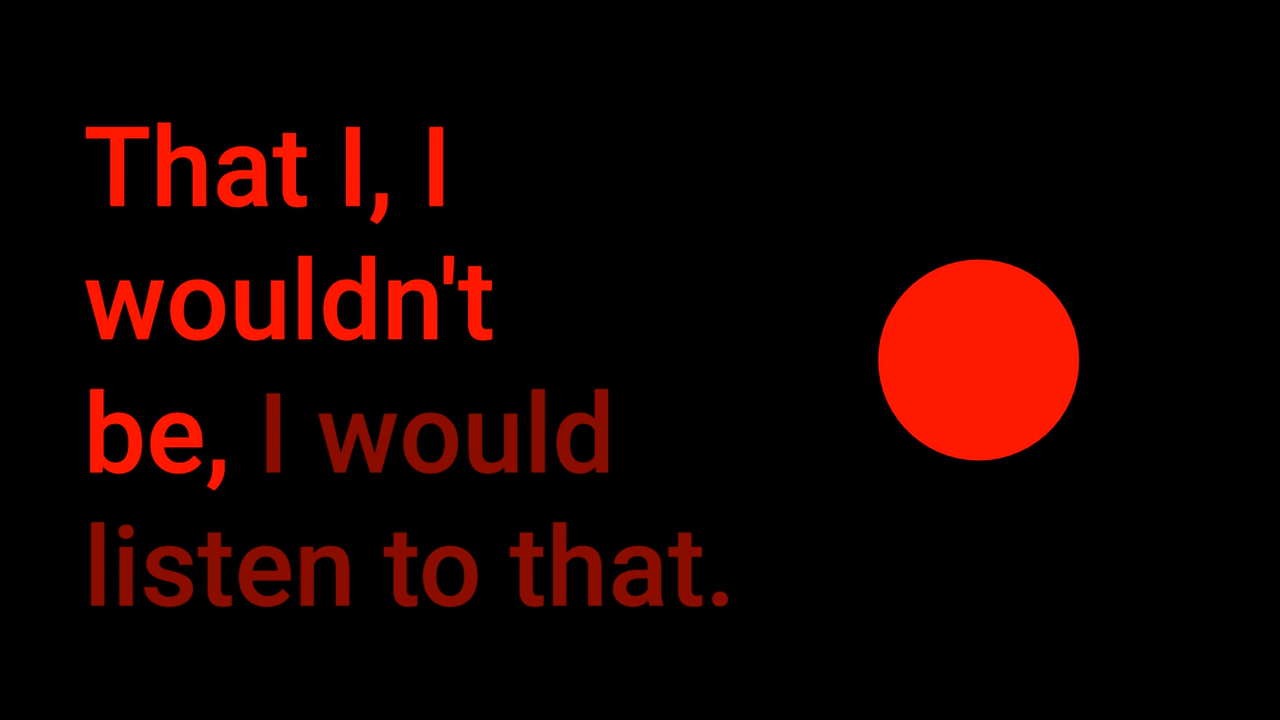 That I, I
wouldn't
be, I would
listen to that.